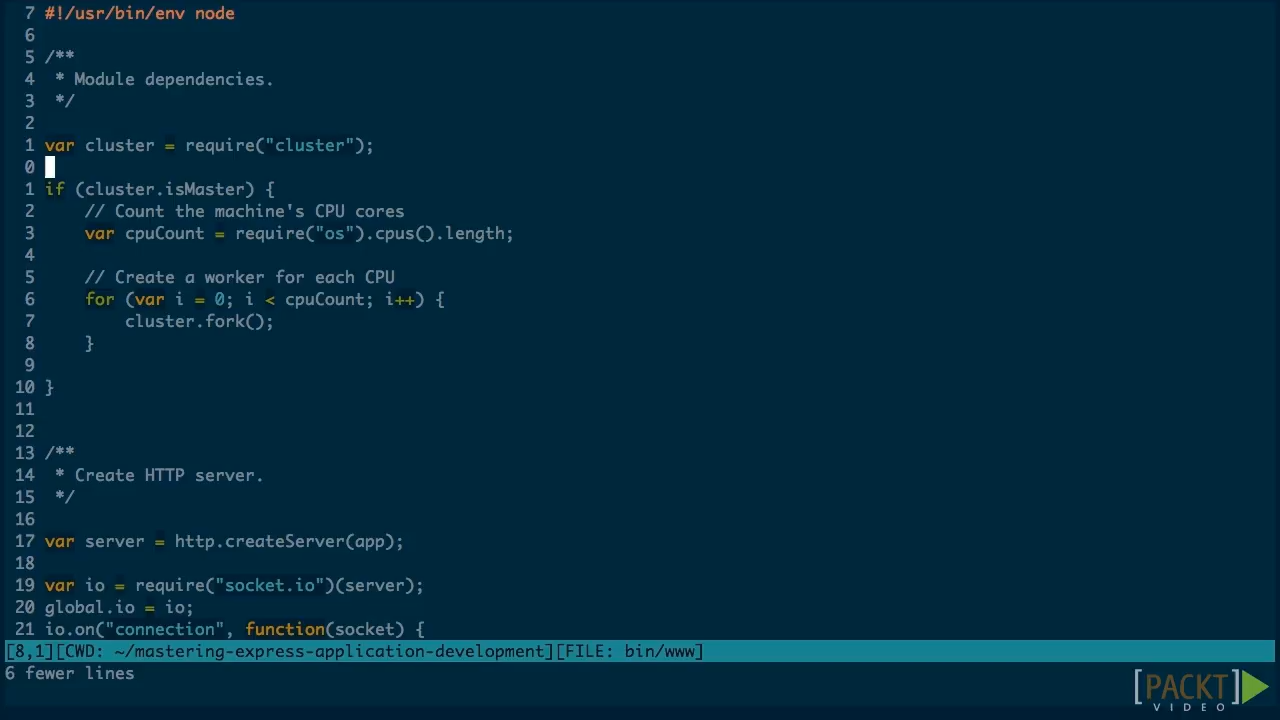 7 #!/usr/bin/env node
6
5 /**
4  * Module dependencies.
3  */
2
1 var cluster = require("cluster");
0
1 if (cluster.isMaster) {
2     // Count the machine's CPU cores
3     var cpuCount = require("os").cpus().length;
4
5     // Create a worker for each CPU
6     for (var i = 0; i < cpuCount; i++) {
7         cluster.fork();
8     }
9
10 }
11
12
13 /**
14  * Create HTTP server.
15  */
16
17 var server = http.createServer(app);
18
19 var io = require("socket.io")(server);
20 global.io = io;
21 io.on("connection", function(socket) {
[8,1][CWD: ~/mastering-express-application-development][FILE: bin/www]
6 fewer lines
[PACKT]
VIDEO